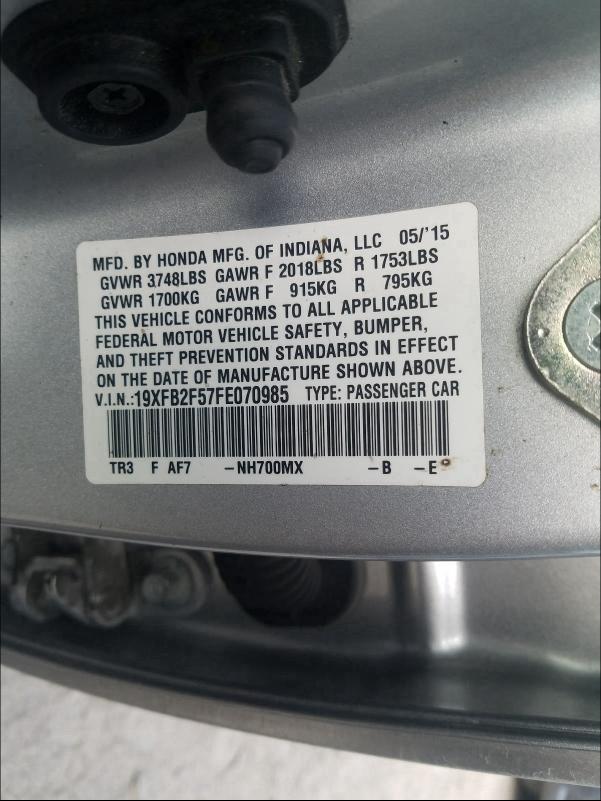 MFD. BY HONDA MFG. OF INDIANA, LLC 05/'15
GVWR 3748LBS GAWR F 2018LBS R 1753LBS
GVWR 1700KG GAWR F 915KG R 795KG
THIS VEHICLE CONFORMS TO ALL APPLICABLE
FEDERAL MOTOR VEHICLE SAFETY, BUMPER,
AND THEFT PREVENTION STANDARDS IN EFFECT
ON THE DATE OF MANUFACTURE SHOWN ABOVE.
V.I.N.:19XFB2F57FE070985 TYPE: PASSENGER CAR
TR3 F AF7 -NH700MX -B -E